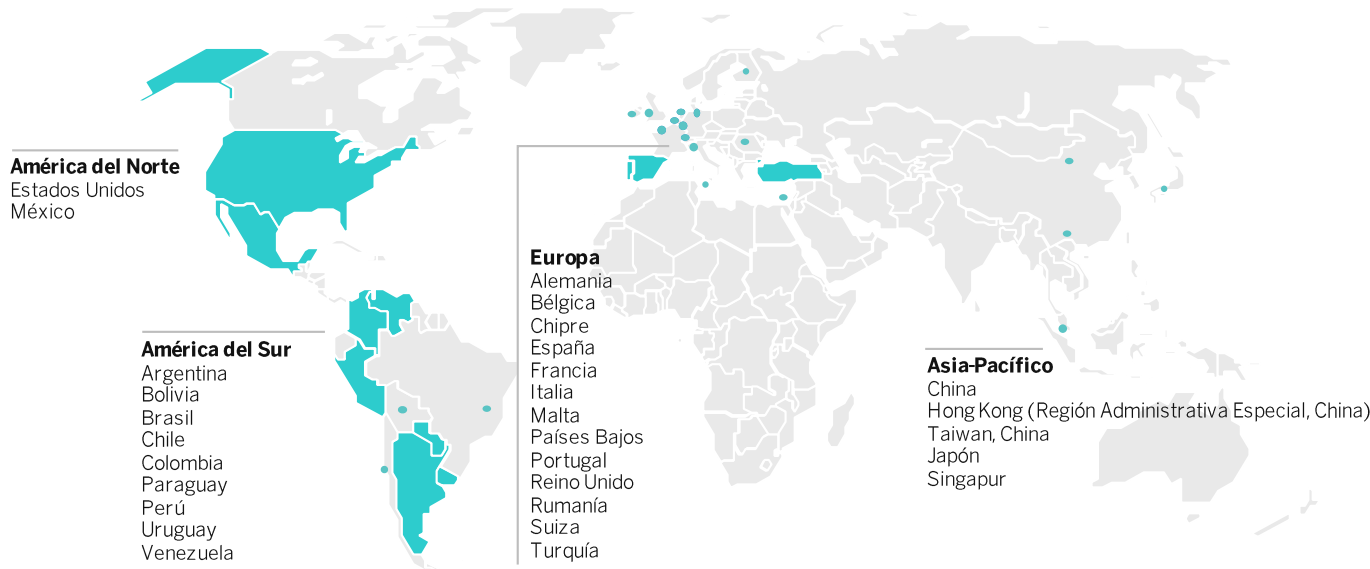 América del Norte
Estados Unidos
México
América del Sur
Argentina
Bolivia
Brasil
Chile
Colombia
Paraguay
Perú
Uruguay
Venezuela
Europa
Alemania
Bélgica
Chipre
España
Francia
Italia
Malta
Países Bajos
Portugal
Reino Unido
Rumanía
Suiza
Turquía
Asia-Pacífico
China
Hong Kong (Región Administrativa Especial, China)
Taiwan, China
Japón
Singapur